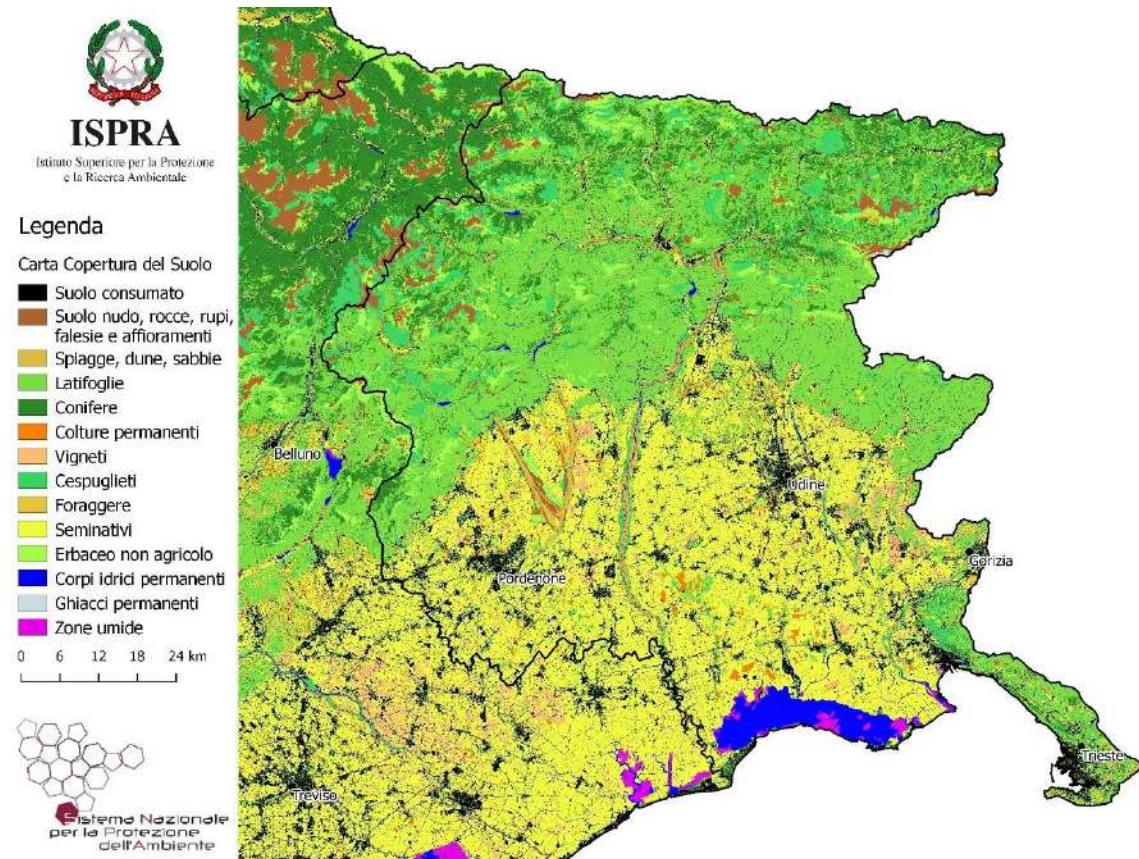 ISPRA
Istituto Superiore per la Protezione
e la Ricerca Ambientale
Legenda
Carta Copertura del Suolo
Suolo consumato
Suolo nudo, rocce, rupi,
falesie e affioramenti
Spiagge, dune, sabbie
Latifoglie
Conifere
Colture permanenti
Vigneti
Cespuglieti
Foraggere
Seminativi
Erbaceo non agricolo
Corpi idrici permanenti
Ghiacci permanenti
Zone umide
0 6 12 18 24 km
Sistema Nazionale
per la Protezione
dell'Ambiente
Belluno
Udine
Pordenone
Gorizia
Trieste
Treviso